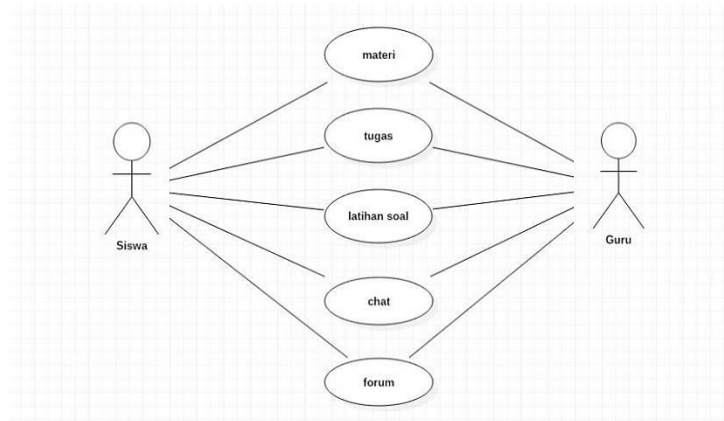 materi
tugas
latihan soal
chat
forum
Siswa
Guru